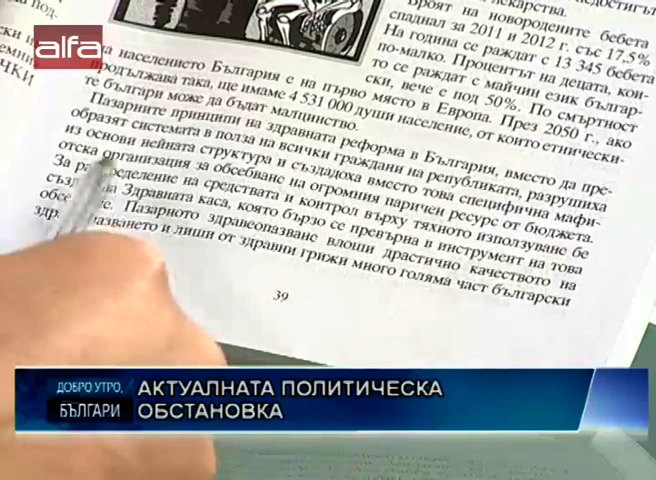 alfa
лекарства.
Броят на новородените бебета
спаднал за 2011 и 2012 г. със 17,5%
На година се раждат с 13 345 бебета
по-малко. Процентът на децата, кои-
то се раждат с майчин език българ-
ски, вече е под 50%. По смъртност
на населението България е на първо място в Европа. През 2050 г., ако
продължава така, ще имаме 4 531 000 души население, от които етнически-
те българи може да бъдат малцинство.
Пазарните принципи на здравната реформа в България, вместо да пре-
образят системата в полза на всички граждани на републиката, разрушиха
из основи нейната структура и създадоха вместо това специфична мафи-
отска организация за обсебване на огромния паричен ресурс от бюджета.
За разпределение на средствата и контрол върху тяхното използуване бе
на Здравната каса, която бързо се превърна в инструмент на това
Пазарното здравеопазване влоши драстично качеството на
и лиши от здравни грижи много голяма част български
39
ДОБРО УТРО,
БЪЛГАРИ
АКТУАЛНАТА ПОЛИТИЧЕСКА
ОБСТАНОВКА